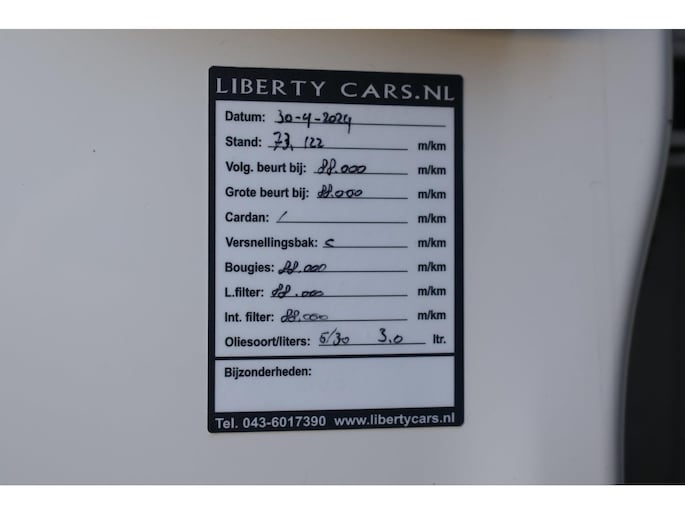 LIBERTY CARS.NL
Datum: 30-4-2024
Stand: 73.122 m/km
Volg. beurt bij: 88.000 m/km
Grote beurt bij: 88.000 m/km
Cardan: / m/km
Versnellingsbak: c m/km
Bougies: 88.000 m/km
L.filter: 88.000 m/km
Int. filter: 88.000 m/km
Oliesoort/liters: 5/30 3.0 ltr.
Bijzonderheden:
Tel. 043-6017390 www.libertycars.nl